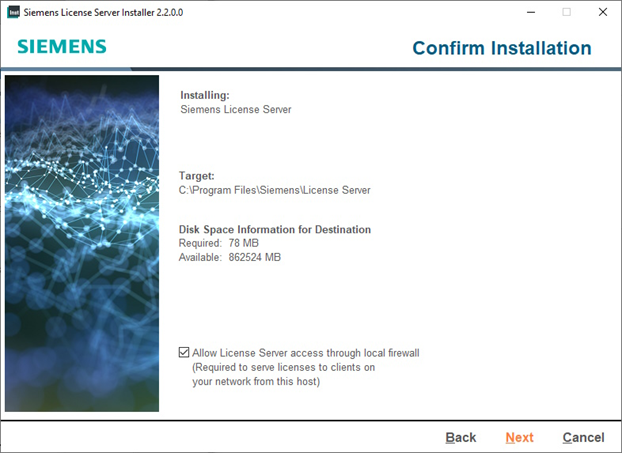 Inst
Siemens License Server Installer 2.2.0.0
SIEMENS
Confirm Installation
Installing:
Siemens License Server
Target:
C:\Program Files\Siemens\License Server
Disk Space Information for Destination
Required: 78 MB
Available: 862524 MB
Allow License Server access through local firewall
(Required to serve licenses to clients on
your network from this host)
Back Next Cancel